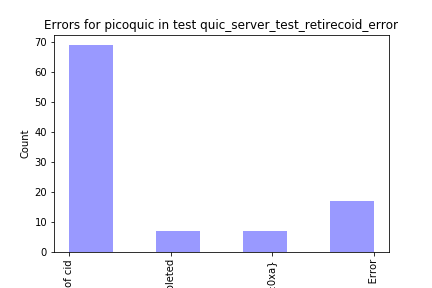 Errors for picoquic in test quic_server_test_retirecoid_error
70
60
50
40
30
20
10
0
Count
of cid
pleted
:0xa}
Error